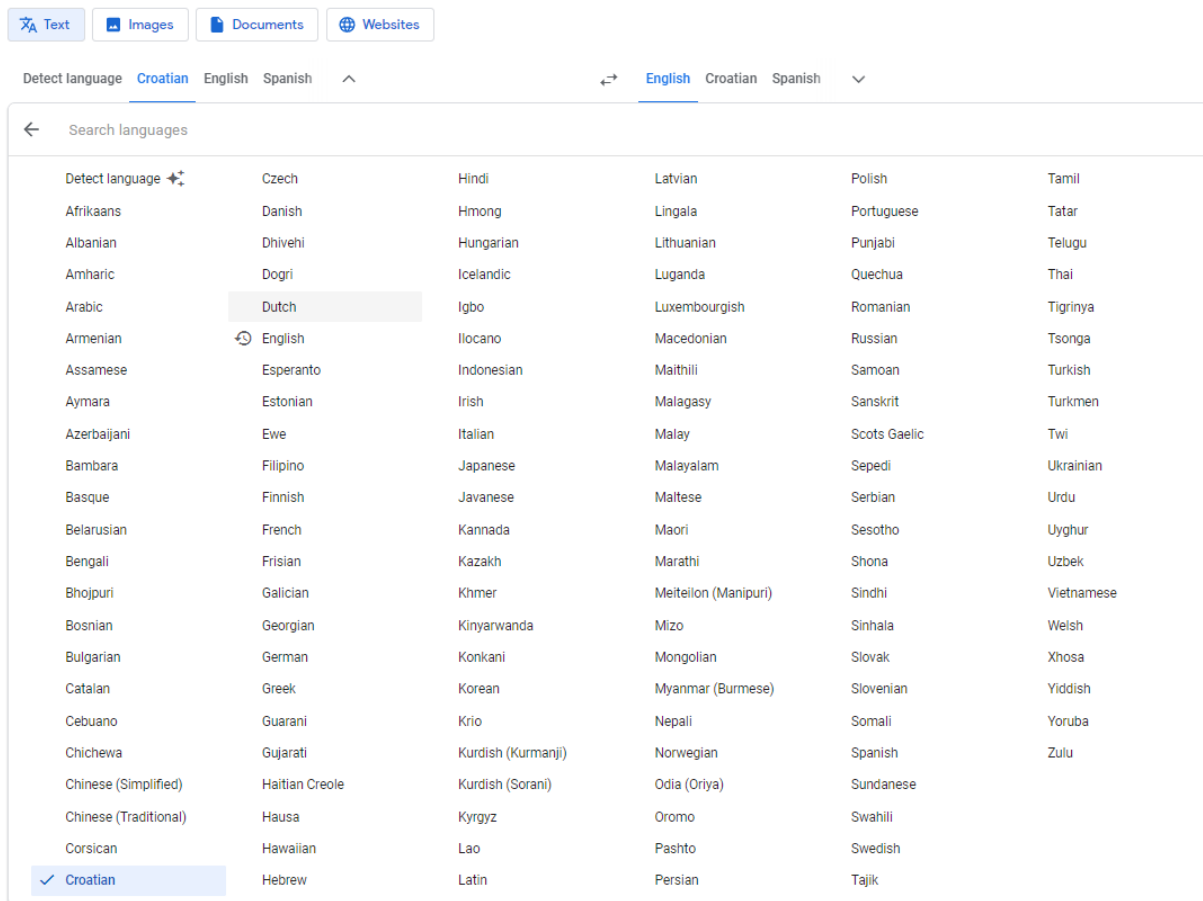 Text Images Documents Websites
Detect language Croatian English Spanish English Croatian Spanish
Search languages
Detect language Czech Hindi Latvian Polish Tamil
Afrikaans Danish Hmong Lingala Portuguese Tatar
Albanian Dhivehi Hungarian Lithuanian Punjabi Telugu
Amharic Dogri Icelandic Luganda Quechua Thai
Arabic Dutch Igbo Luxembourgish Romanian Tigrinya
Armenian English Ilocano Macedonian Russian Tsonga
Assamese Esperanto Indonesian Maithili Samoan Turkish
Aymara Estonian Irish Malagasy Sanskrit Turkmen
Azerbaijani Ewe Italian Malay Scots Gaelic Twi
Bambara Filipino Japanese Malayalam Sepedi Ukrainian
Basque Finnish Javanese Maltese Serbian Urdu
Belarusian French Kannada Maori Sesotho Uyghur
Bengali Frisian Kazakh Marathi Shona Uzbek
Bhojpuri Galician Khmer Meiteilon (Manipuri) Sindhi Vietnamese
Bosnian Georgian Kinyarwanda Mizo Sinhala Welsh
Bulgarian German Konkani Mongolian Slovak Xhosa
Catalan Greek Korean Myanmar (Burmese) Slovenian Yiddish
Cebuano Guarani Krio Nepali Somali Yoruba
Chichewa Gujarati Kurdish (Kurmanji) Norwegian Spanish Zulu
Chinese (Simplified) Haitian Creole Kurdish (Sorani) Odia (Oriya) Sundanese
Chinese (Traditional) Hausa Kyrgyz Oromo Swahili
Corsican Hawaiian Lao Pashto Swedish
Croatian Hebrew Latin Persian Tajik